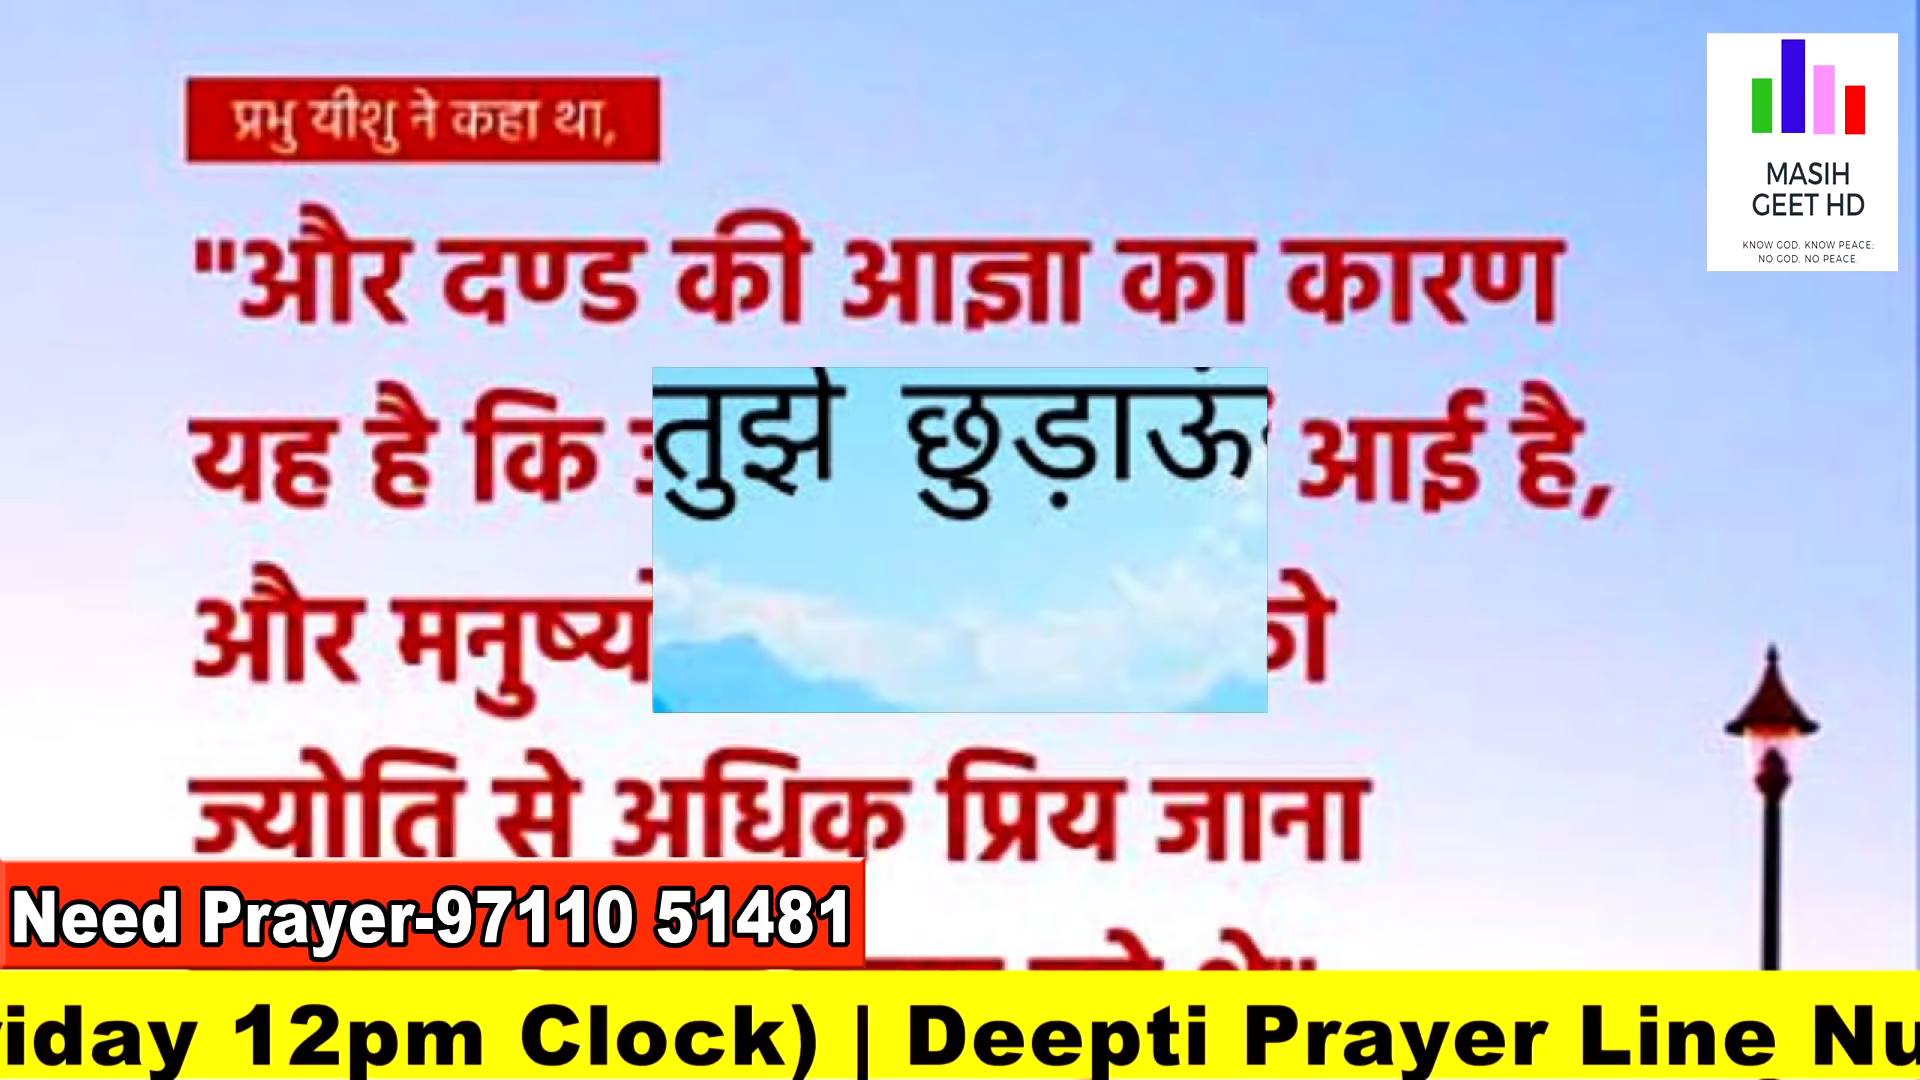 प्रभु यीशु ने कहा था,
"और दण्ड की आज्ञा का कारण
यह है कि
आई है,
तुझे छुड़ाऊं
और मनुष्यो
को
ज्योति से अधिक प्रिय जाना
थे"
MASIH
GEET HD
KNOW GOD, KNOW PEACE;
NO GOD, NO PEACE.
Need Prayer-97110 51481
riday 12pm Clock) | Deepti Prayer Line Nu